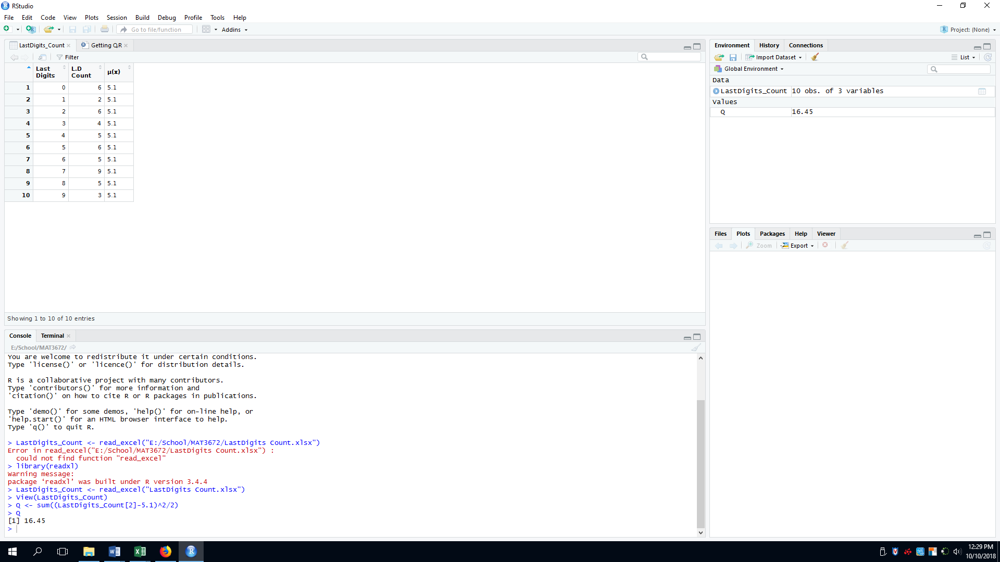 RStudio
File Edit Code View Plots Session Build Debug Profile Tools Help
Go to file/function Addins Project: (None)
LastDigits_Count Getting Q.R
Filter
Last Digits L.D Count μ(x)
1 0 6 5.1
2 1 2 5.1
3 2 6 5.1
4 3 4 5.1
5 4 5 5.1
6 5 6 5.1
7 6 5 5.1
8 7 9 5.1
9 8 5 5.1
10 9 3 5.1
Showing 1 to 10 of 10 entries
Console Terminal
E:/School/MAT3672/
You are welcome to redistribute it under certain conditions.
Type 'license()' or 'licence()' for distribution details.
R is a collaborative project with many contributors.
Type 'contributors()' for more information and
'citation()' on how to cite R or R packages in publications.
Type 'demo()' for some demos, 'help()' for on-line help, or
'help.start()' for an HTML browser interface to help.
Type 'q()' to quit R.
> LastDigits_Count <- read_excel("E:/School/MAT3672/LastDigits Count.xlsx")
Error in read_excel("E:/School/MAT3672/LastDigits Count.xlsx") :
could not find function "read_excel"
> library(readxl)
Warning message:
package ‘readxl’ was built under R version 3.4.4
> LastDigits_Count <- read_excel("LastDigits Count.xlsx")
> View(LastDigits_Count)
> Q <- sum((LastDigits_Count[2]-5.1)^2/2)
> Q
[1] 16.45
>
Environment History Connections
Import Dataset List
Global Environment
Data
LastDigits_Count 10 obs. of 3 variables
Values
Q 16.45
Files Plots Packages Help Viewer
Zoom Export
12:29 PM
10/10/2018